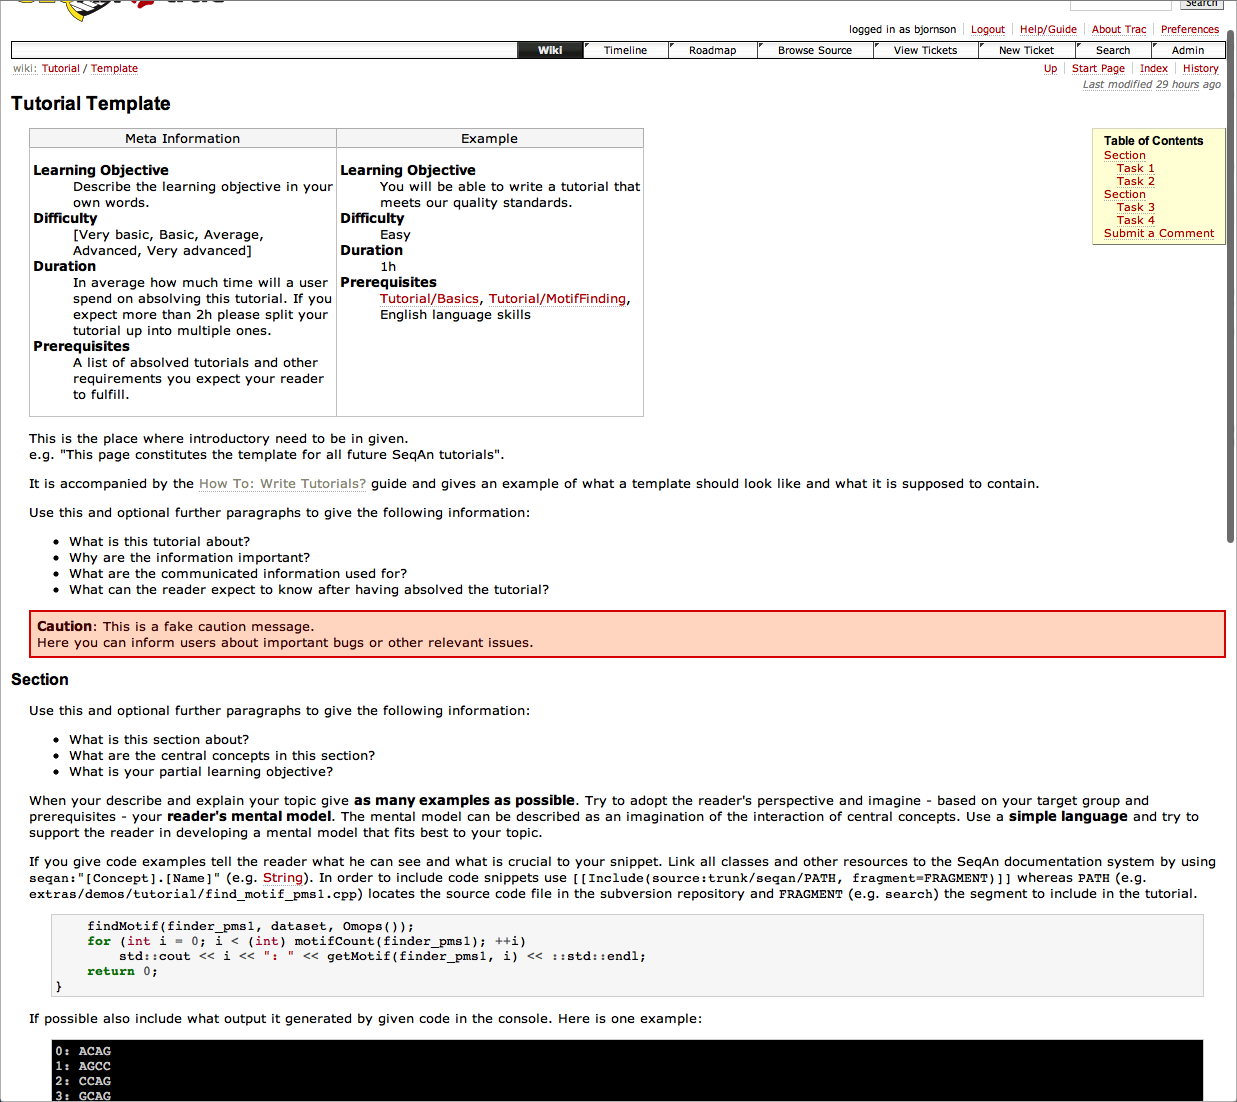 Search
logged in as bjornson Logout Help/Guide About Trac Preferences
Wiki Timeline Roadmap Browse Source View Tickets New Ticket Search Admin
wiki: Tutorial / Template
Up Start Page Index History
Last modified 29 hours ago
Tutorial Template
Meta Information
Learning Objective
Describe the learning objective in your
own words.
Difficulty
[Very basic, Basic, Average,
Advanced, Very advanced]
Duration
In average how much time will a user
spend on absolving this tutorial. If you
expect more than 2h please split your
tutorial up into multiple ones.
Prerequisites
A list of absolved tutorials and other
requirements you expect your reader
to fulfill.
Example
Learning Objective
You will be able to write a tutorial that
meets our quality standards.
Difficulty
Easy
Duration
1h
Prerequisites
Tutorial/Basics, Tutorial/MotifFinding,
English language skills
Table of Contents
Section
Task 1
Task 2
Section
Task 3
Task 4
Submit a Comment
This is the place where introductory need to be in given.
e.g. "This page constitutes the template for all future SeqAn tutorials".
It is accompanied by the How To: Write Tutorials? guide and gives an example of what a template should look like and what it is supposed to contain.
Use this and optional further paragraphs to give the following information:
• What is this tutorial about?
• Why are the information important?
• What are the communicated information used for?
• What can the reader expect to know after having absolved the tutorial?
Caution: This is a fake caution message.
Here you can inform users about important bugs or other relevant issues.
Section
Use this and optional further paragraphs to give the following information:
• What is this section about?
• What are the central concepts in this section?
• What is your partial learning objective?
When your describe and explain your topic give as many examples as possible. Try to adopt the reader's perspective and imagine - based on your target group and
prerequisites - your reader's mental model. The mental model can be described as an imagination of the interaction of central concepts. Use a simple language and try to
support the reader in developing a mental model that fits best to your topic.
If you give code examples tell the reader what he can see and what is crucial to your snippet. Link all classes and other resources to the SeqAn documentation system by using
seqan:"[Concept].[Name]" (e.g. String). In order to include code snippets use [[Include(source:trunk/seqan/PATH, fragment=FRAGMENT)]] whereas PATH (e.g.
extras/demos/tutorial/find_motif_pms1.cpp) locates the source code file in the subversion repository and FRAGMENT (e.g. search) the segment to include in the tutorial.
findMotif(finder_pms1, dataset, Omops());
for (int i = 0; i < (int) motifCount(finder_pms1); ++i)
std::cout << i << ": " << getMotif(finder_pms1, i) << ::std::endl;
return 0;
}
If possible also include what output it generated by given code in the console. Here is one example:
0: ACAG
1: AGCC
2: CCAG
3: GCAG